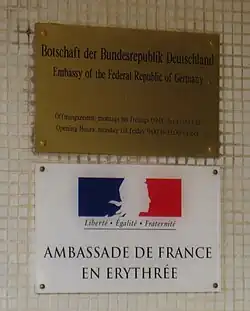 Botschaft der Bundesrepublik Deutschland
Embassy of the Federal Republic of Germany
Öffnungszeiten: montags bis freitags
Opening Hours: monday till friday
Liberté • Égalité • Fraternité
AMBASSADE DE FRANCE
EN ERYTHRÉE